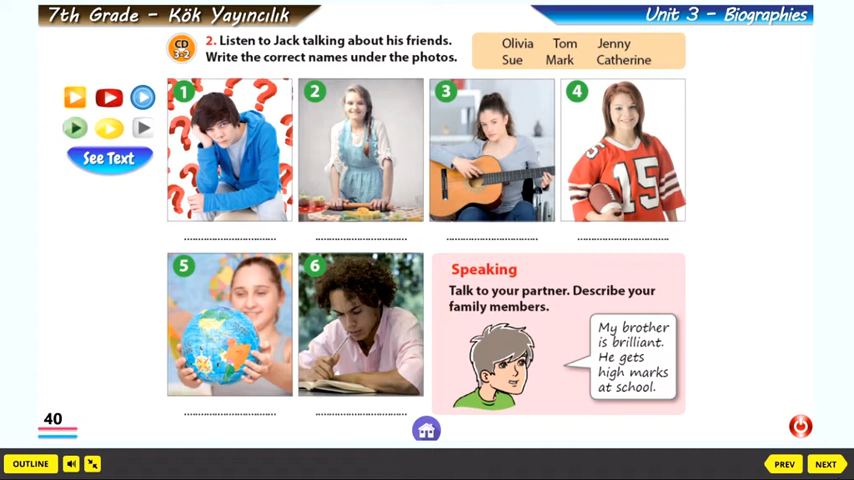 7th Grade – Kök Yayıncılık
Unit 3 – Biographies
CD
3•2
2. Listen to Jack talking about his friends.
Write the correct names under the photos.
Olivia Tom Jenny
Sue Mark Catherine
See Text
1
2
3
4
15
5
5
6
Speaking
Talk to your partner. Describe your
family members.
My brother
is brilliant.
He gets
high marks
at school.
40
OUTLINE
PREV
NEXT